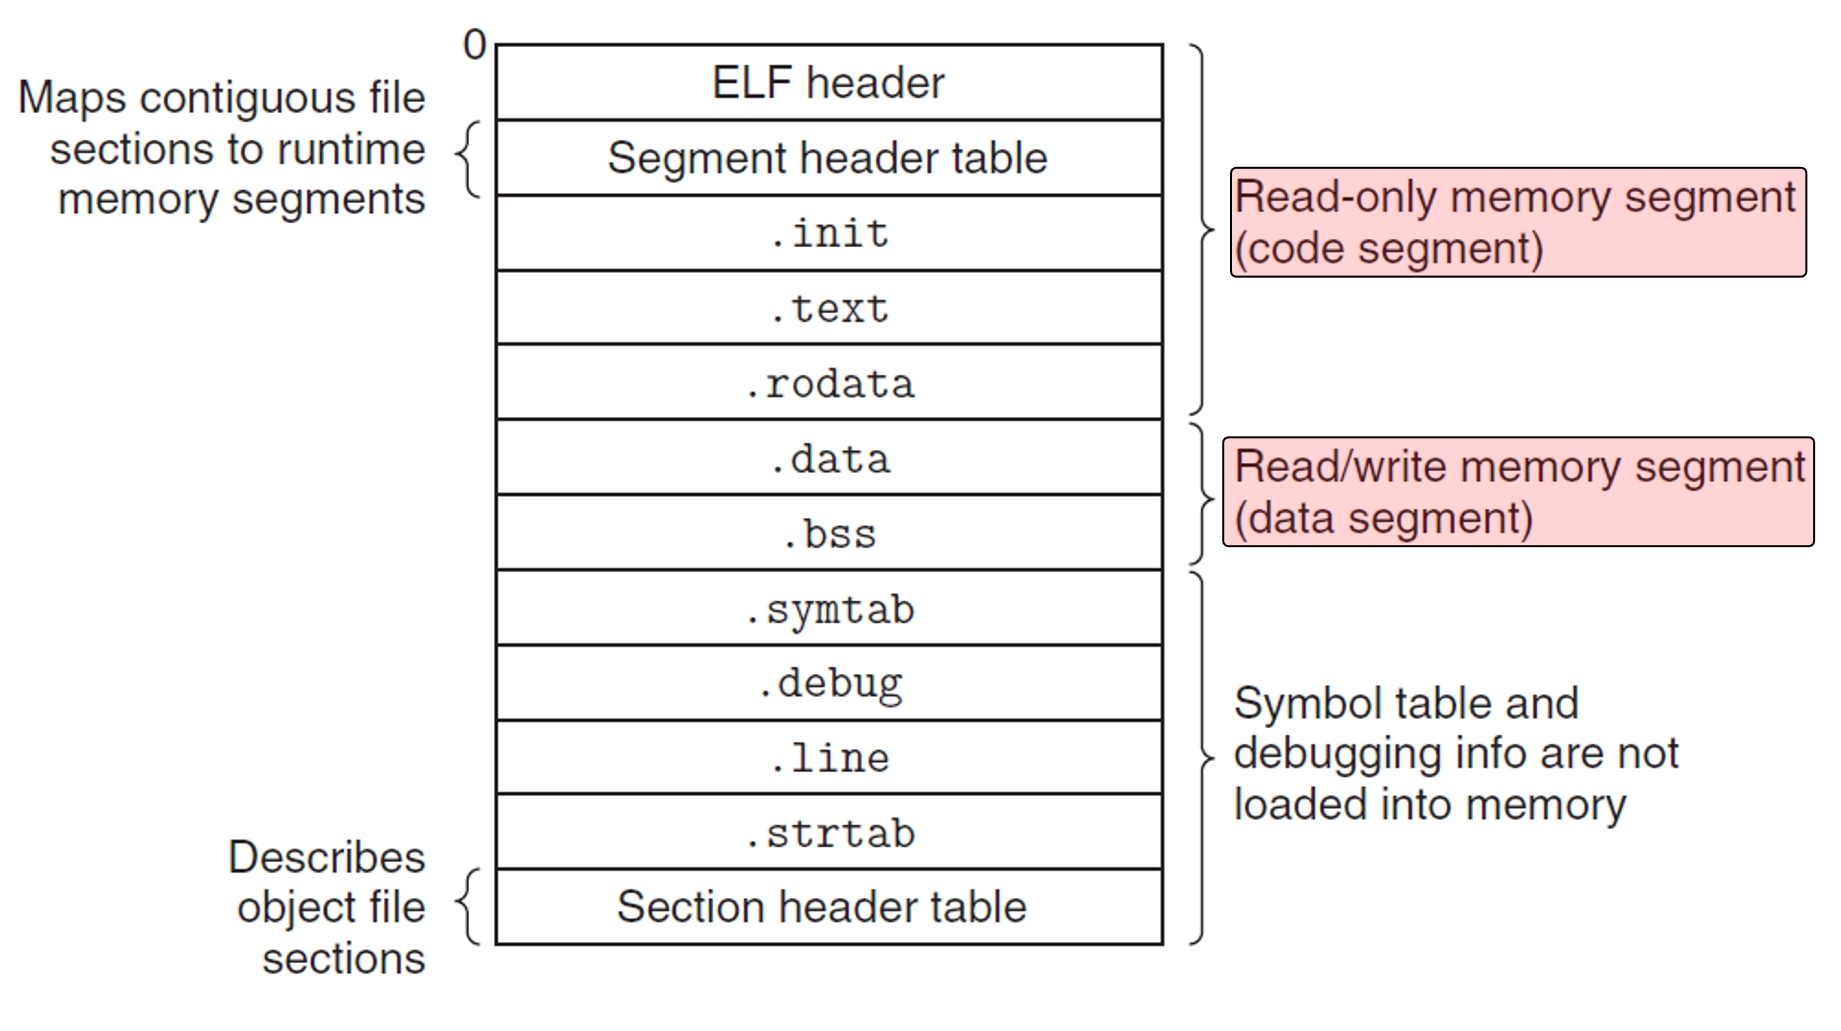 0
ELF header
Maps contiguous file
sections to runtime
memory segments
Segment header table
.init
.text
.rodata
Read-only memory segment
(code segment)
.data
.bss
Read/write memory segment
(data segment)
.symtab
.debug
.line
.strtab
Symbol table and
debugging info are not
loaded into memory
Describes
object file
sections
Section header table